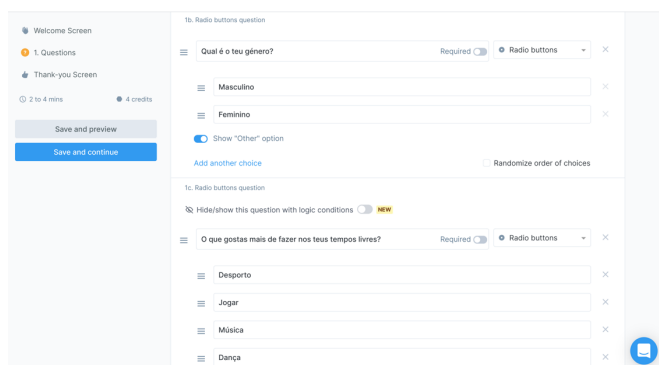 Welcome Screen
1. Questions
Thank-you Screen
2 to 4 mins
4 credits
Save and preview
Save and continue
1b. Radio buttons question
Qual é o teu género?
Required
Radio buttons
Masculino
Feminino
Show "Other" option
Add another choice
Randomize order of choices
1c. Radio buttons question
Hide/show this question with logic conditions
NEW
O que gostas mais de fazer nos teus tempos livres?
Required
Radio buttons
Desporto
Jogar
Música
Dança